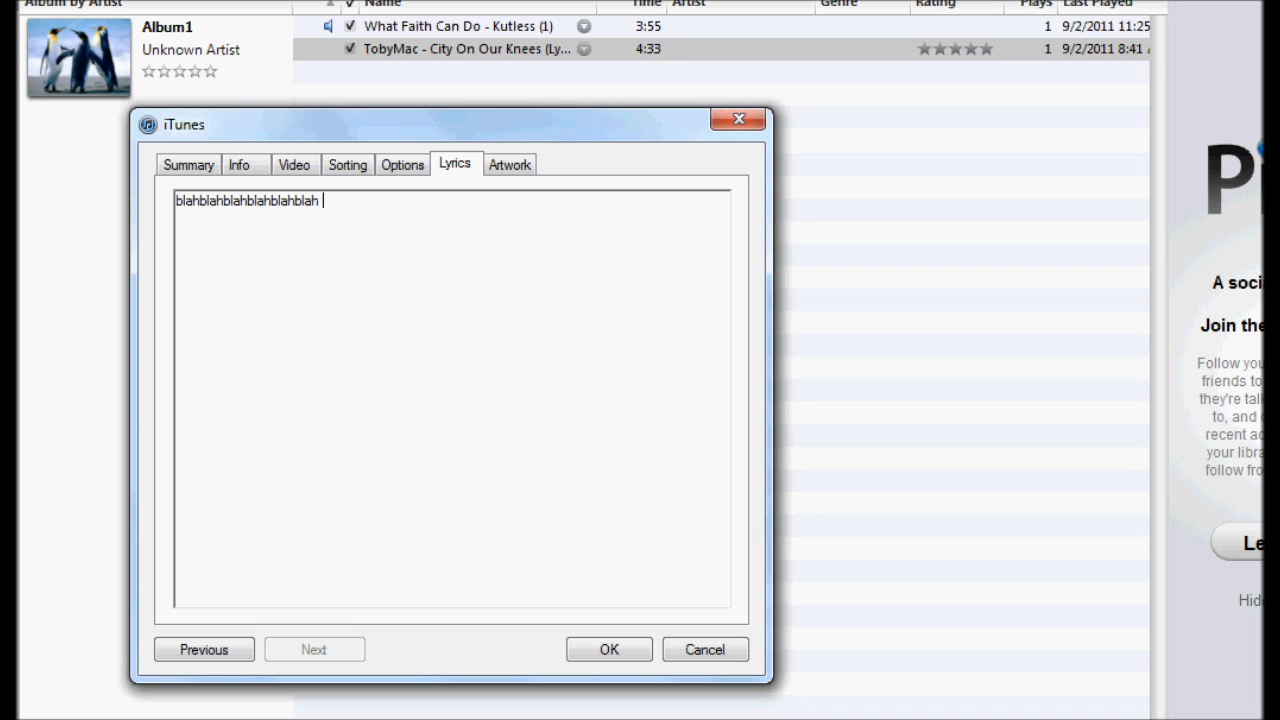 Album by Artist
Name Time Artist Genre Rating Plays Last Played
Album1
Unknown Artist
What Faith Can Do - Kutless (1) 3:55 1 9/2/2011 11:25
TobyMac - City On Our Knees (Ly... 4:33 1 9/2/2011 8:41
iTunes
Summary Info Video Sorting Options Lyrics Artwork
blahblahblahblahblahblah
Previous Next OK Cancel
A soci
Join the
Follow you
friends to
they're tal
to, and
recent ac
your libra
follow fro
Le
Hid